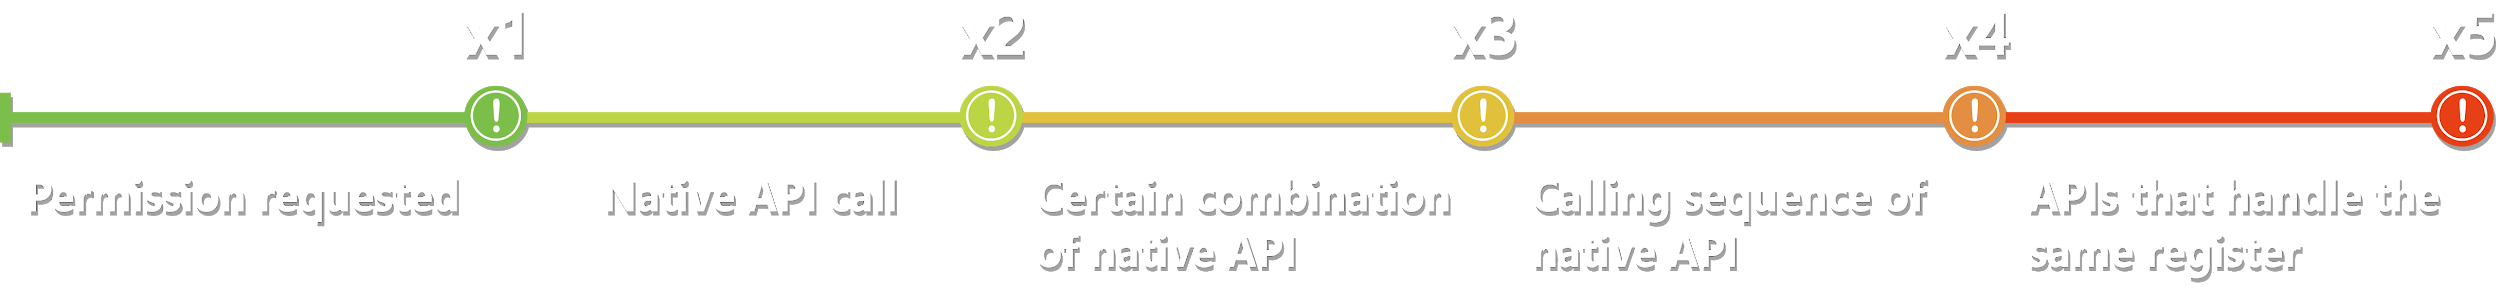 x1
x2
x3
x4
x5
Permission requested
Native API call
Certain combination
of native API
Calling sequence of
native API
APIs that handle the
same register